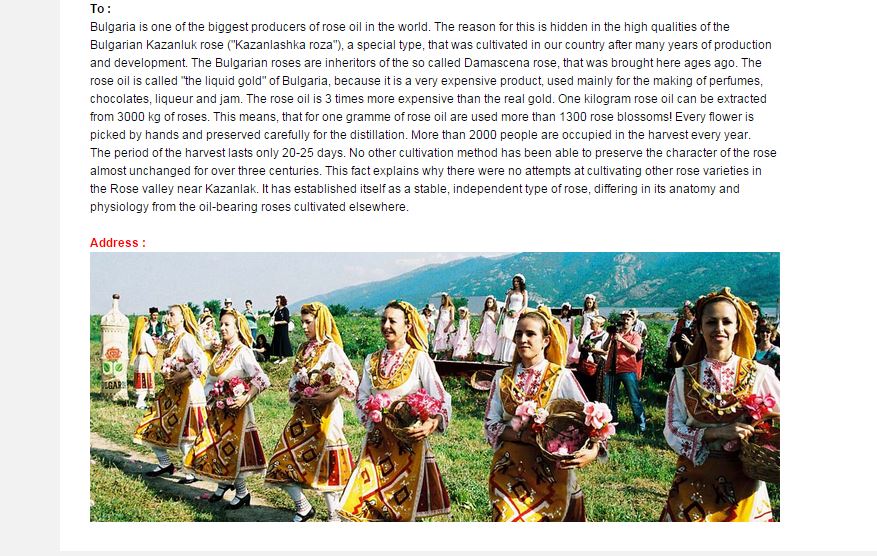 To :
Bulgaria is one of the biggest producers of rose oil in the world. The reason for this is hidden in the high qualities of the
Bulgarian Kazanluk rose ("Kazanlashka roza"), a special type, that was cultivated in our country after many years of production
and development. The Bulgarian roses are inheritors of the so called Damascena rose, that was brought here ages ago. The
rose oil is called "the liquid gold" of Bulgaria, because it is a very expensive product, used mainly for the making of perfumes,
chocolates, liqueur and jam. The rose oil is 3 times more expensive than the real gold. One kilogram rose oil can be extracted
from 3000 kg of roses. This means, that for one gramme of rose oil are used more than 1300 rose blossoms! Every flower is
picked by hands and preserved carefully for the distillation. More than 2000 people are occupied in the harvest every year.
The period of the harvest lasts only 20-25 days. No other cultivation method has been able to preserve the character of the rose
almost unchanged for over three centuries. This fact explains why there were no attempts at cultivating other rose varieties in
the Rose valley near Kazanlak. It has established itself as a stable, independent type of rose, differing in its anatomy and
physiology from the oil-bearing roses cultivated elsewhere.
Address :